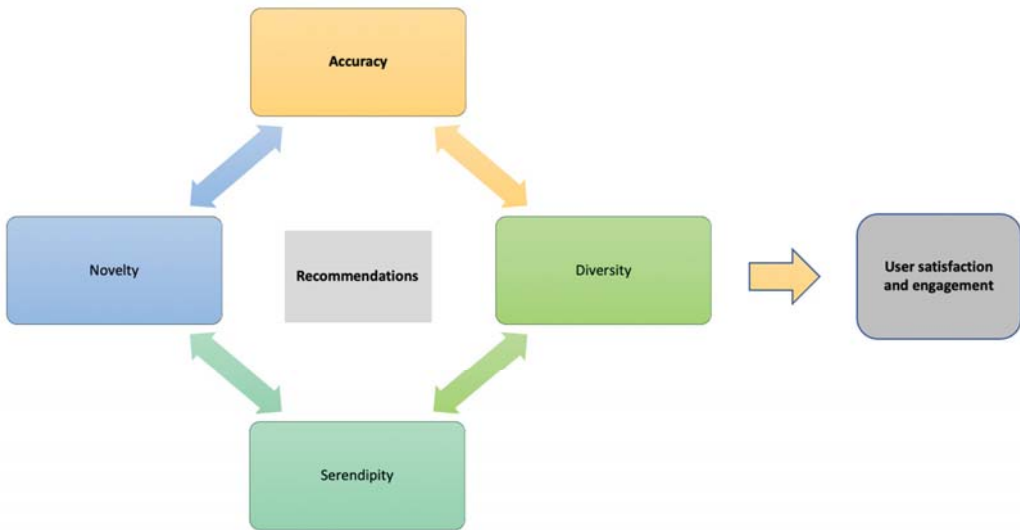 Accuracy
Novelty
Recommendations
Diversity
User satisfaction
and engagement
Serendipity